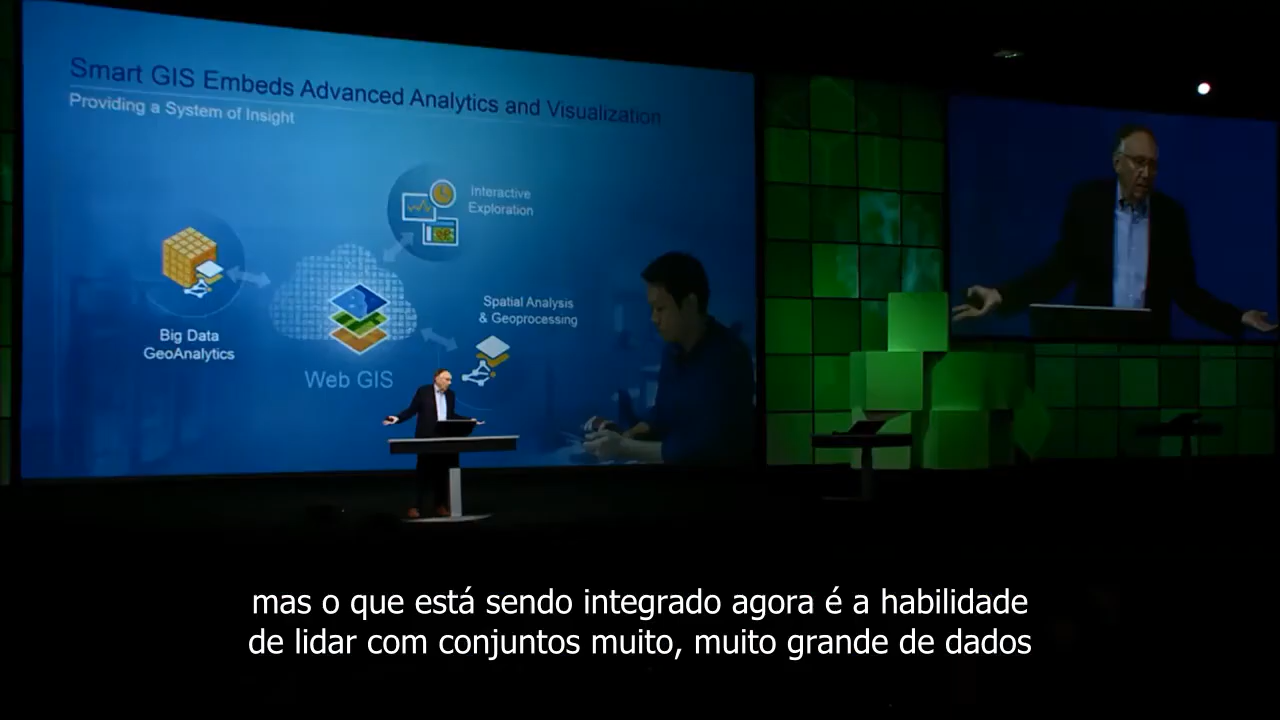 Smart GIS Embeds Advanced Analytics and Visualization
Providing a System of Insight
Interactive
Exploration
Big Data
GeoAnalytics
Web GIS
Spatial Analysis
& Geoprocessing
mas o que está sendo integrado agora é a habilidade
de lidar com conjuntos muito, muito grande de dados